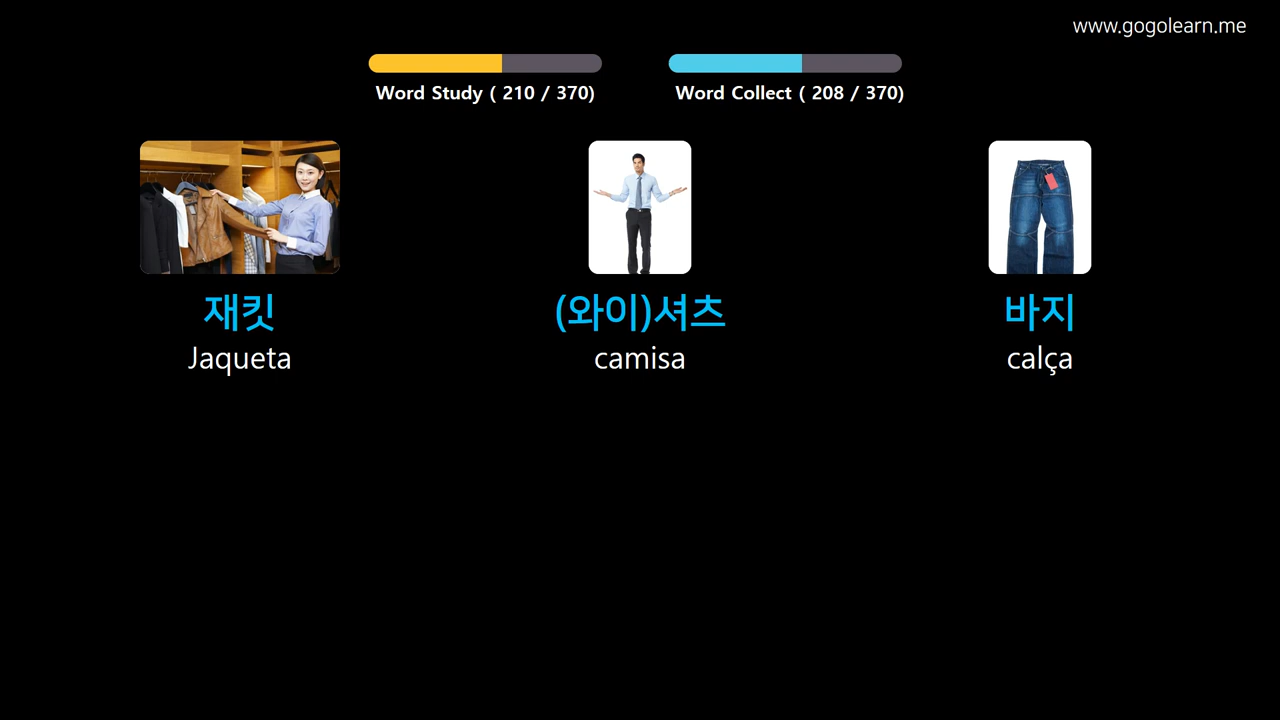 www.gogolearn.me
Word Study ( 210 / 370)
Word Collect ( 208 / 370)
재킷
(와이)셔츠
바지
Jaqueta
camisa
calça